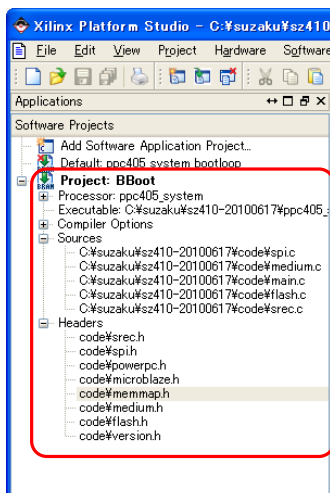 Xilinx Platform Studio - C:¥suzaku¥sz410
File Edit View Project Hardware Software
Applications
Software Projects
Add Software Application Project...
Default: ppc405_system_bootloop
BRAM Project: BBoot
Processor: ppc405_system
Executable: C:¥suzaku¥sz410-20100617¥ppc405_s
Compiler Options
Sources
C:¥suzaku¥sz410-20100617¥code¥spi.c
C:¥suzaku¥sz410-20100617¥code¥medium.c
C:¥suzaku¥sz410-20100617¥code¥main.c
C:¥suzaku¥sz410-20100617¥code¥flash.c
C:¥suzaku¥sz410-20100617¥code¥srec.c
Headers
code¥srec.h
code¥spi.h
code¥powerpc.h
code¥microblaze.h
code¥memmap.h
code¥medium.h
code¥flash.h
code¥version.h